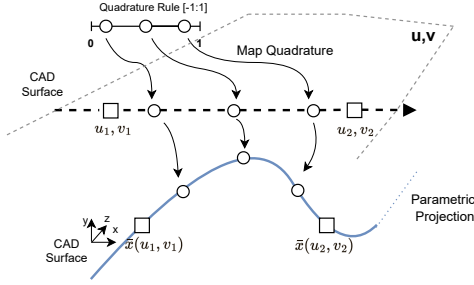 Quadrature Rule [-1:1]
0
1
u,v
Map Quadrature
CAD
Surface
u₁, v₁
u₂, v₂
Parametric
Projection
y
z
x
CAD
Surface
x̄(u₁, v₁)
x̄(u₂, v₂)